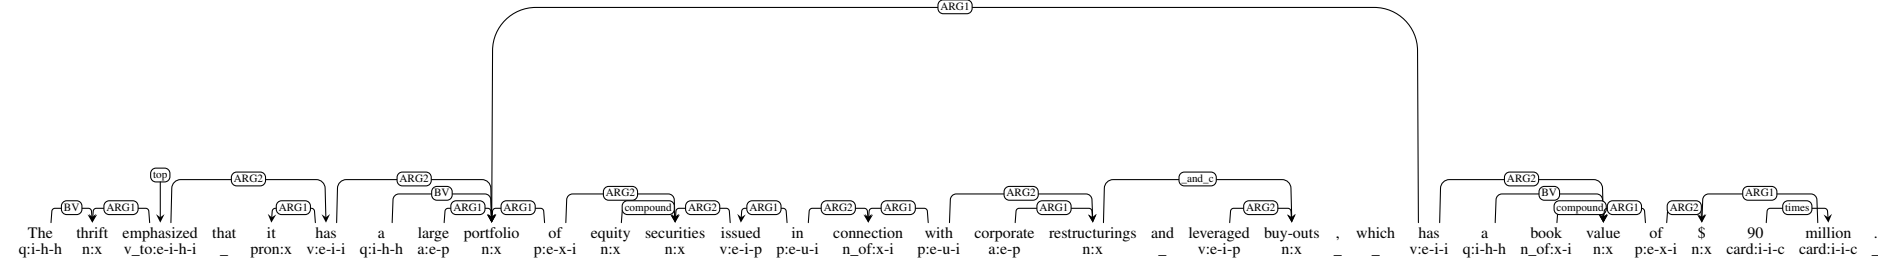 ARG1
top
ARG2 ARG2 _and_c ARG2
BV ARG2 ARG2 BV ARG1
BV ARG1 ARG1 ARG1 ARG1 compound ARG2 ARG1 ARG2 ARG1 ARG1 ARG2 compound ARG1 ARG2 times
The thrift emphasized that it has a large portfolio of equity securities issued in connection with corporate restructurings and leveraged buy-outs , which has a book value of $ 90 million .
q:i-h-h n:x v_to:e-i-h-i _ pron:x v:e-i-i q:i-h-h a:e-p n:x p:e-x-i n:x n:x v:e-i-p p:e-u-i n_of:x-i p:e-u-i a:e-p n:x _ v:e-i-p n:x _ _ v:e-i-i q:i-h-h n_of:x-i n:x p:e-x-i n:x card:i-i-c card:i-i-c _